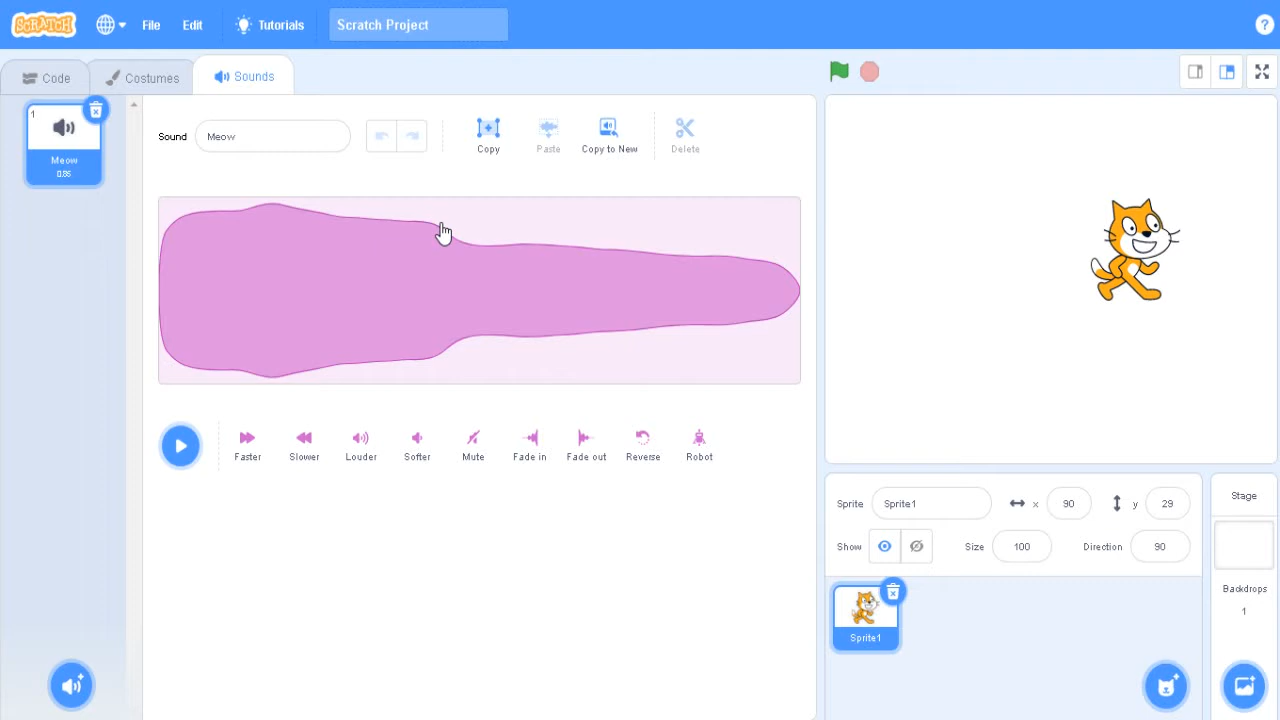 SCRATCH File Edit Tutorials Scratch Project ?
Code Costumes Sounds
1
Meow
0.86
Sound Meow Copy Paste Copy to New Delete
Faster Slower Louder Softer Mute Fade in Fade out Reverse Robot
Sprite Sprite1 x 90 y 29
Show Size 100 Direction 90
Sprite1
Stage
Backdrops
1